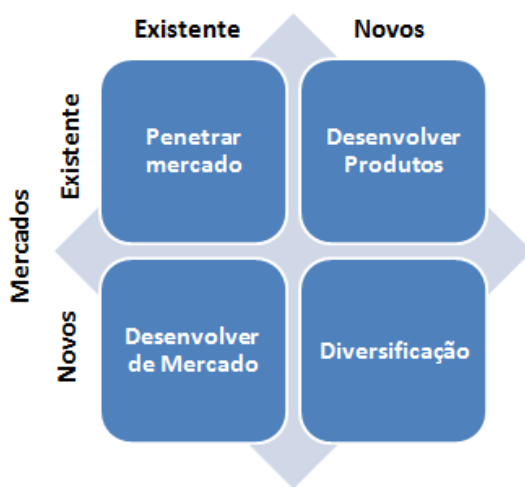 Existente
Novos
Mercados
Existente
Penetrar
mercado
Desenvolver
Produtos
Novos
Desenvolver
de Mercado
Diversificação